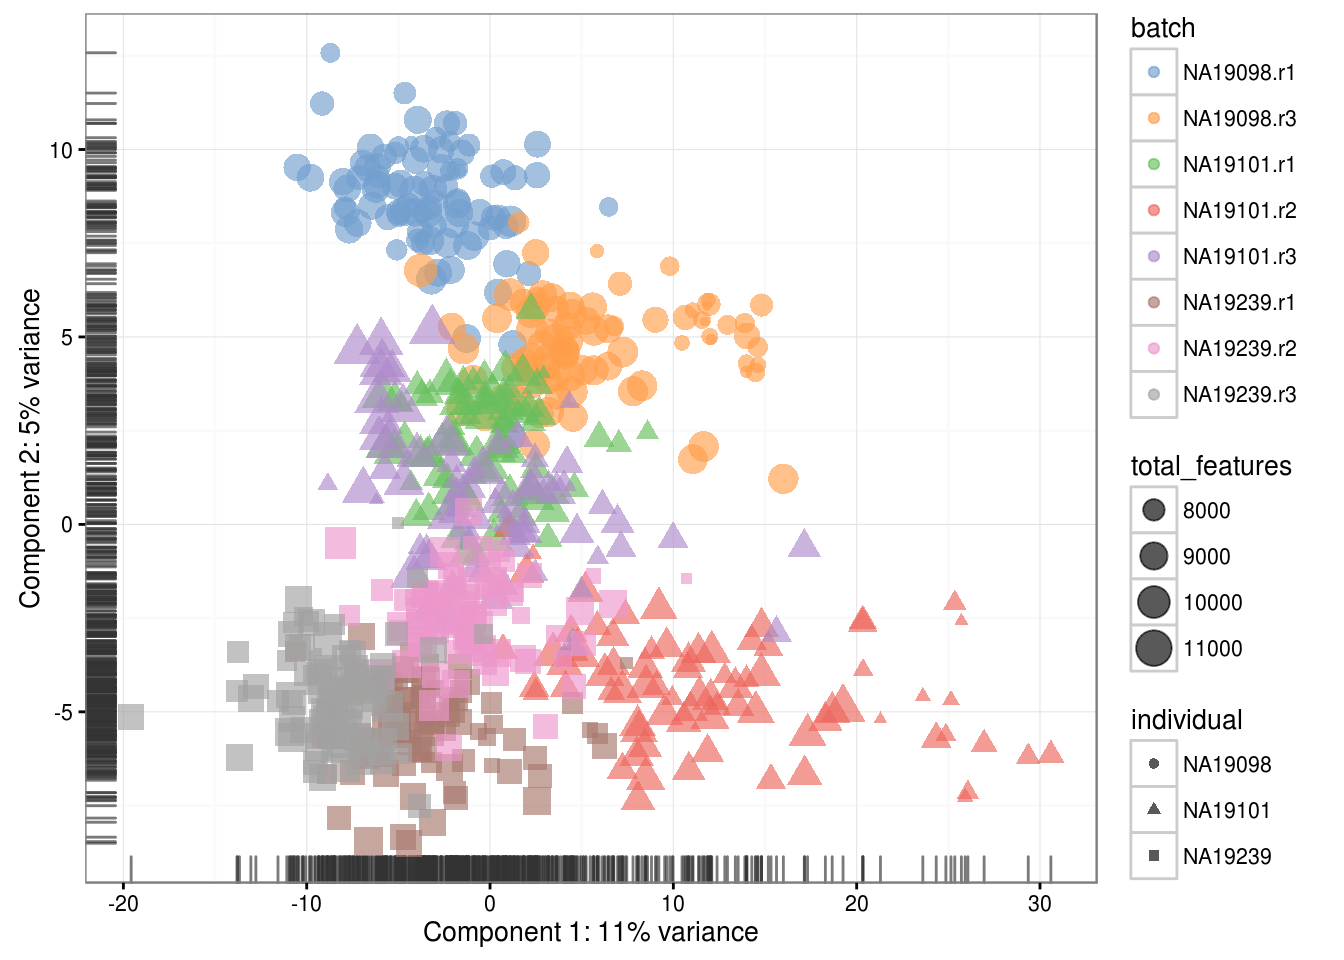 batch
NA19098.r1
NA19098.r3
NA19101.r1
NA19101.r2
NA19101.r3
NA19239.r1
NA19239.r2
NA19239.r3
total_features
8000
9000
10000
11000
individual
NA19098
NA19101
NA19239
Component 2: 5% variance
10
5
0
-5
-20
-10
0
10
20
30
Component 1: 11% variance